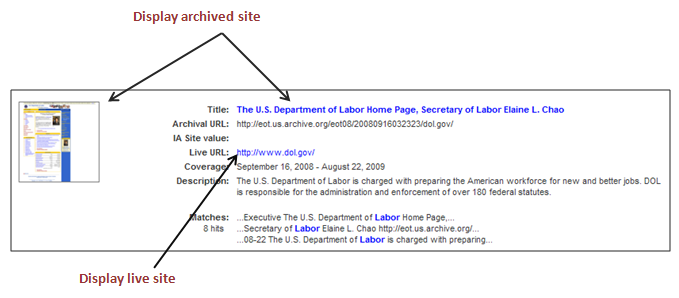 Display archived site
Title: The U.S. Department of Labor Home Page, Secretary of Labor Elaine L. Chao
Archival URL: http://eot.us.archive.org/eot08/20080916032323/dol.gov/
IA Site value:
Live URL: http://www.dol.gov/
Coverage: September 16, 2008 - August 22, 2009
Description: The U.S. Department of Labor is charged with preparing the American workforce for new and better jobs. DOL
is responsible for the administration and enforcement of over 180 federal statutes.
Matches: ...Executive The U.S. Department of Labor Home Page,...
8 hits ...Secretary of Labor Elaine L. Chao http://eot.us.archive.org/...
...08-22 The U.S. Department of Labor is charged with preparing...
Display live site